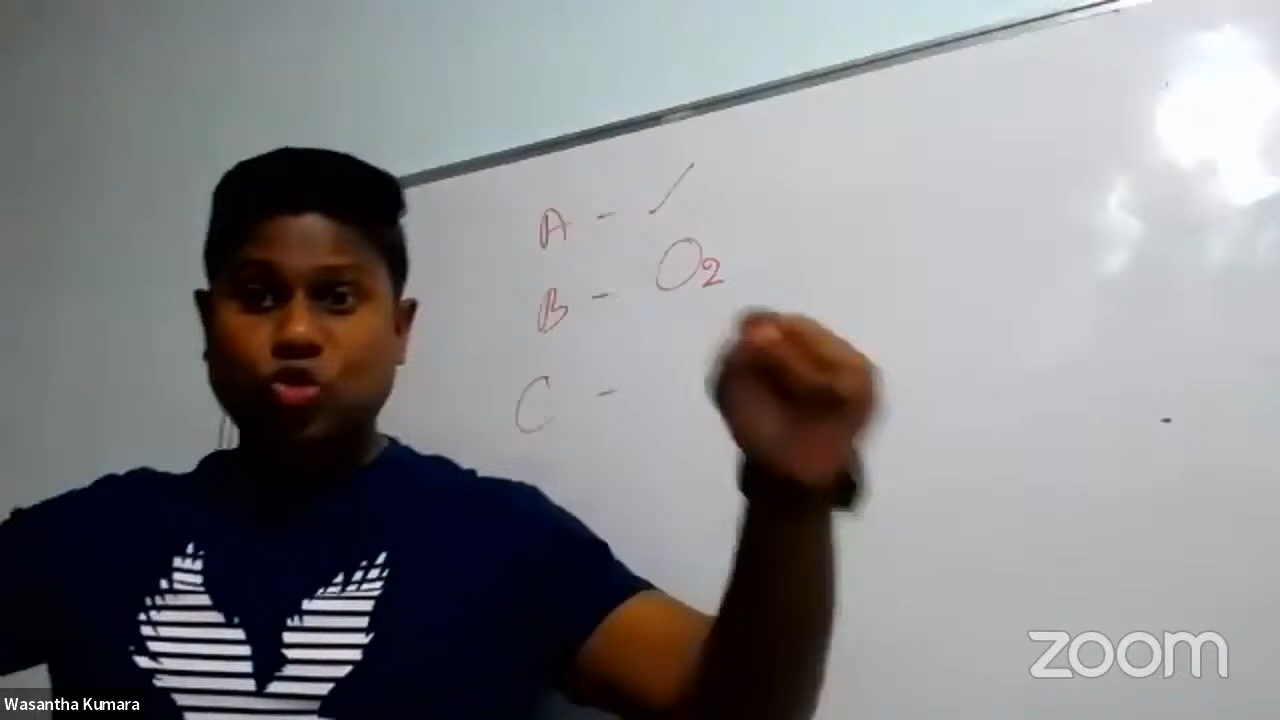 A - ✓
B - O₂
C -
zoom
Wasantha Kumara